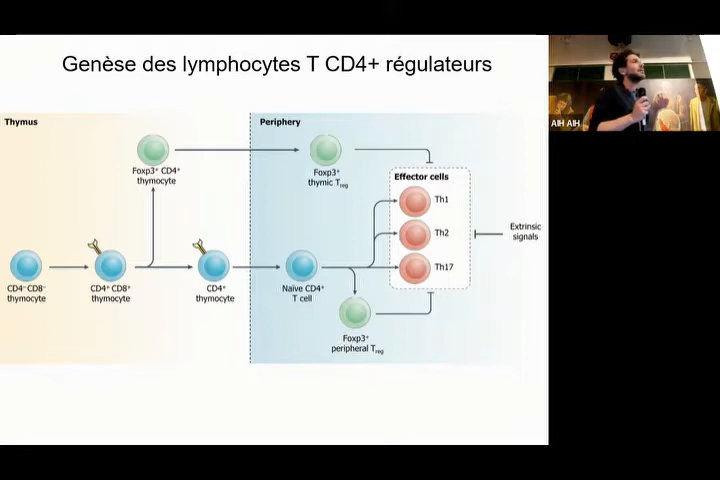 Genèse des lymphocytes T CD4+ régulateurs
AIH AIH
Thymus
Periphery
Foxp3⁺ CD4⁺
thymocyte
Foxp3⁺
thymic Treg
Effector cells
Th1
Th2
Th17
Extrinsic
signals
CD4⁻CD8⁻
thymocyte
CD4⁺ CD8⁺
thymocyte
CD4⁺
thymocyte
Naïve CD4⁺
T cell
Foxp3⁺
peripheral Treg